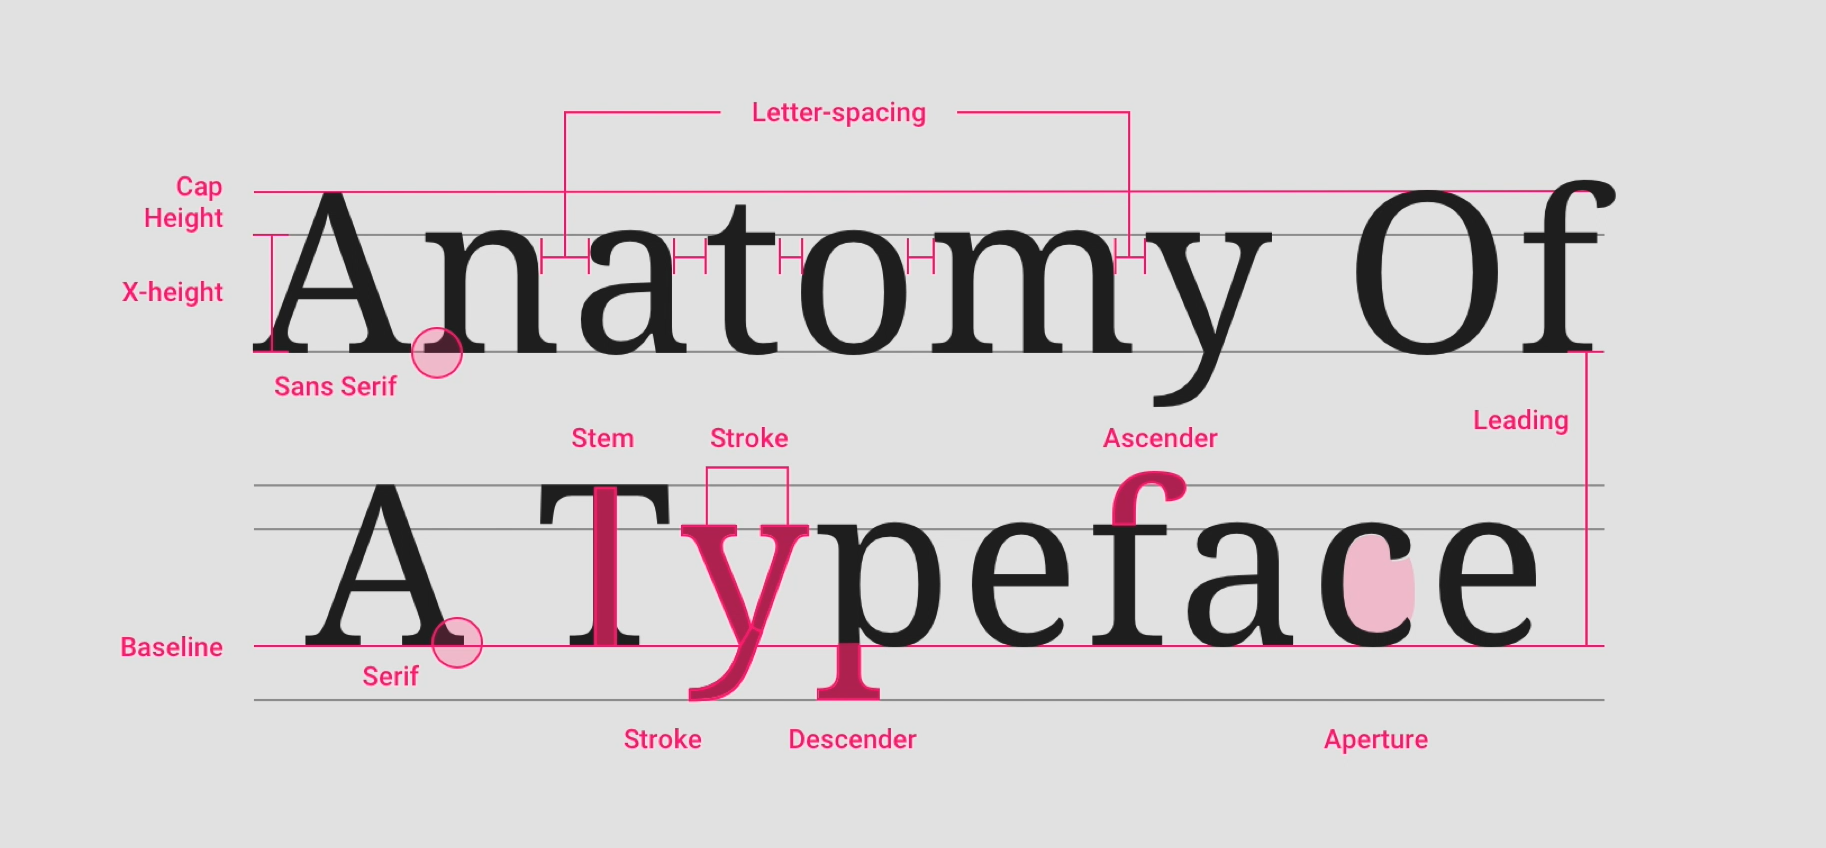 Letter-spacing
Cap
Height
Anatomy Of
X-height
Sans Serif
Leading
Stem
Stroke
Ascender
A Typeface
Baseline
Serif
Stroke
Descender
Aperture